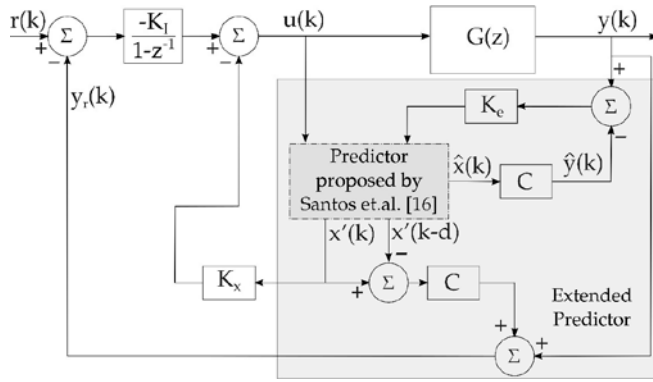 r(k)
+
Σ
−
-K_I
1-z⁻¹
+
Σ
−
u(k)
G(z)
y(k)
y_r(k)
+
Σ
−
K_e
Predictor
proposed by
Santos et.al. [16]
x̂(k)
C
ŷ(k)
x'(k)
x'(k-d)
−
K_x
+
Σ
C
Extended
Predictor
+
Σ
+